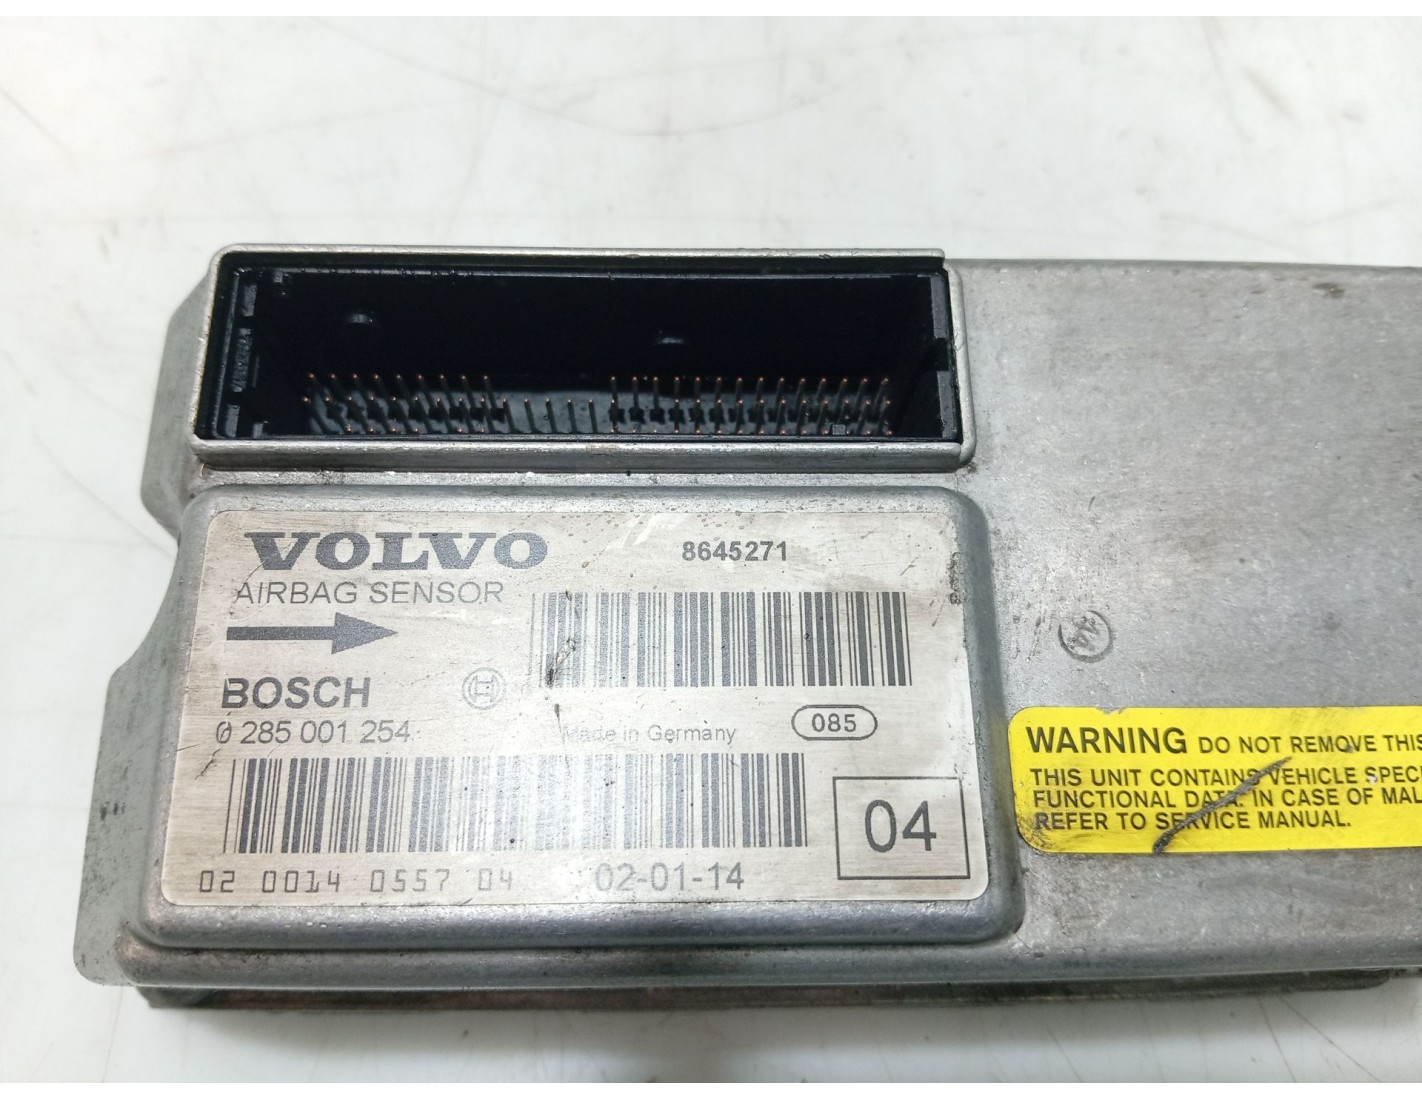 VOLVO
8645271
AIRBAG SENSOR
BOSCH
0 285 001 254
Made in Germany
085
04
02 0014 0557 04
02-01-14
WARNING DO NOT REMOVE THIS
THIS UNIT CONTAINS VEHICLE SPECI
FUNCTIONAL DATA. IN CASE OF MAL
REFER TO SERVICE MANUAL.